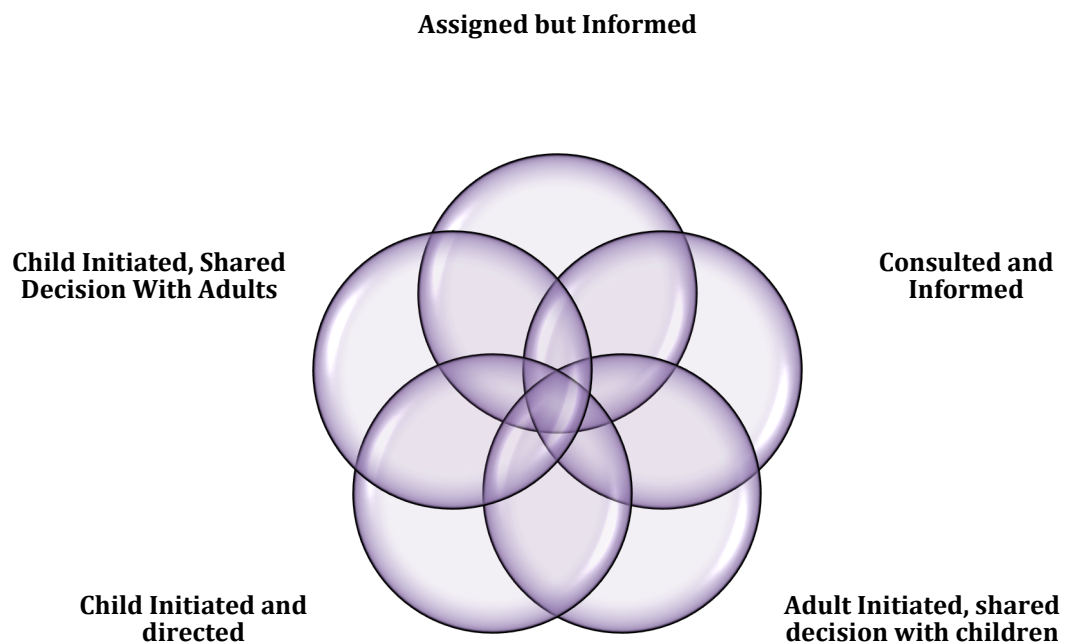 Assigned but Informed
Child Initiated, Shared
Decision With Adults
Consulted and
Informed
Child Initiated and
directed
Adult Initiated, shared
decision with children